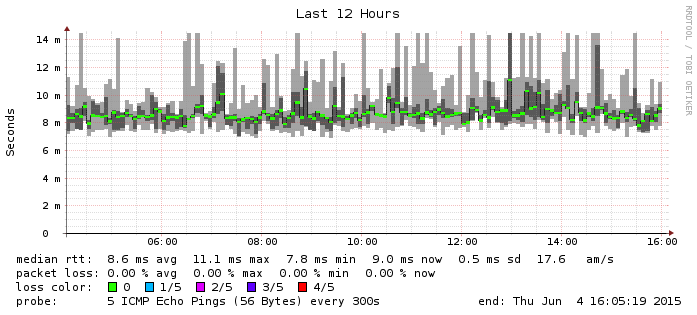 Last 12 Hours
RRDTOOL / TOBI OETIKER
Seconds
14 m
12 m
10 m
8 m
6 m
4 m
2 m
0
06:00 08:00 10:00 12:00 14:00 16:00
median rtt: 8.6 ms avg 11.1 ms max 7.8 ms min 9.0 ms now 0.5 ms sd 17.6 am/s
packet loss: 0.00 % avg 0.00 % max 0.00 % min 0.00 % now
loss color: 0 1/5 2/5 3/5 4/5
probe: 5 ICMP Echo Pings (56 Bytes) every 300s end: Thu Jun 4 16:05:19 2015